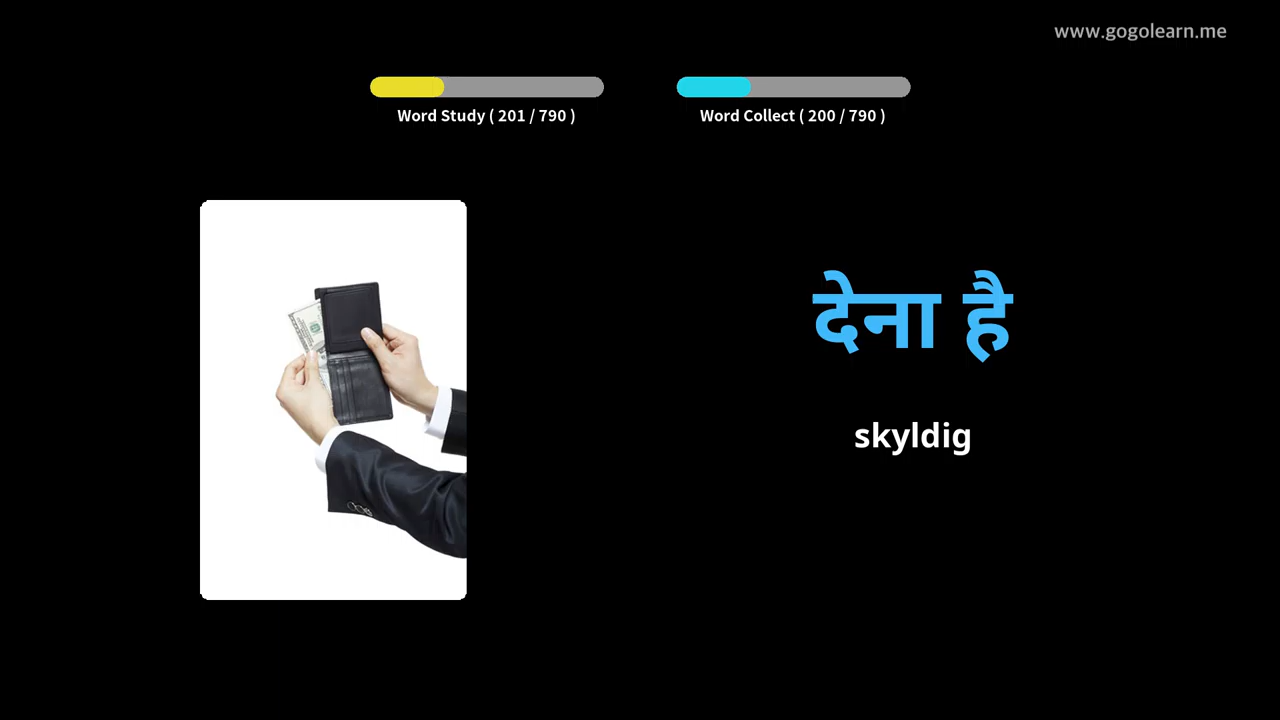 www.gogolearn.me
Word Study ( 201 / 790 )
Word Collect ( 200 / 790 )
देना है
skyldig